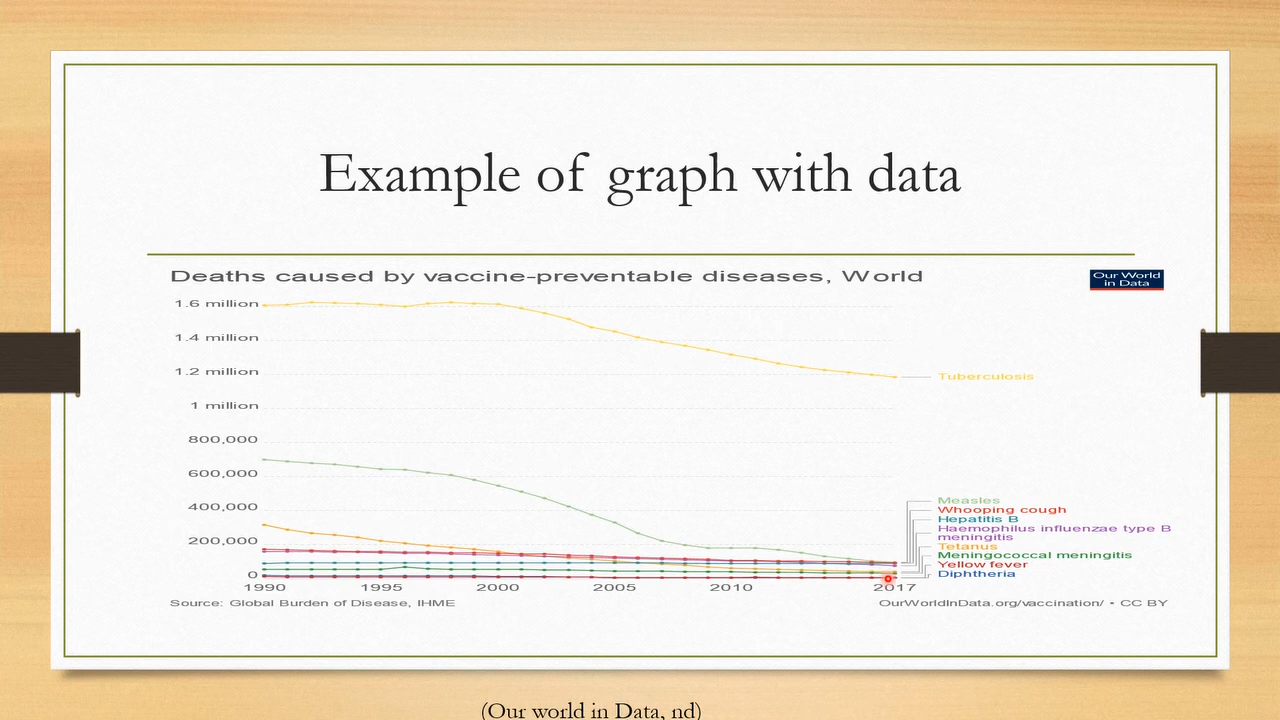 Example of graph with data
Deaths caused by vaccine-preventable diseases, World
Our World
in Data
1.6 million
1.4 million
1.2 million
Tuberculosis
1 million
800,000
600,000
400,000
200,000
0
Measles
Whooping cough
Hepatitis B
Haemophilus influenzae type B
meningitis
Tetanus
Meningococcal meningitis
Yellow fever
Diphtheria
1990 1995 2000 2005 2010 2017
Source: Global Burden of Disease, IHME
OurWorldInData.org/vaccination/ • CC BY
(Our world in Data, nd)